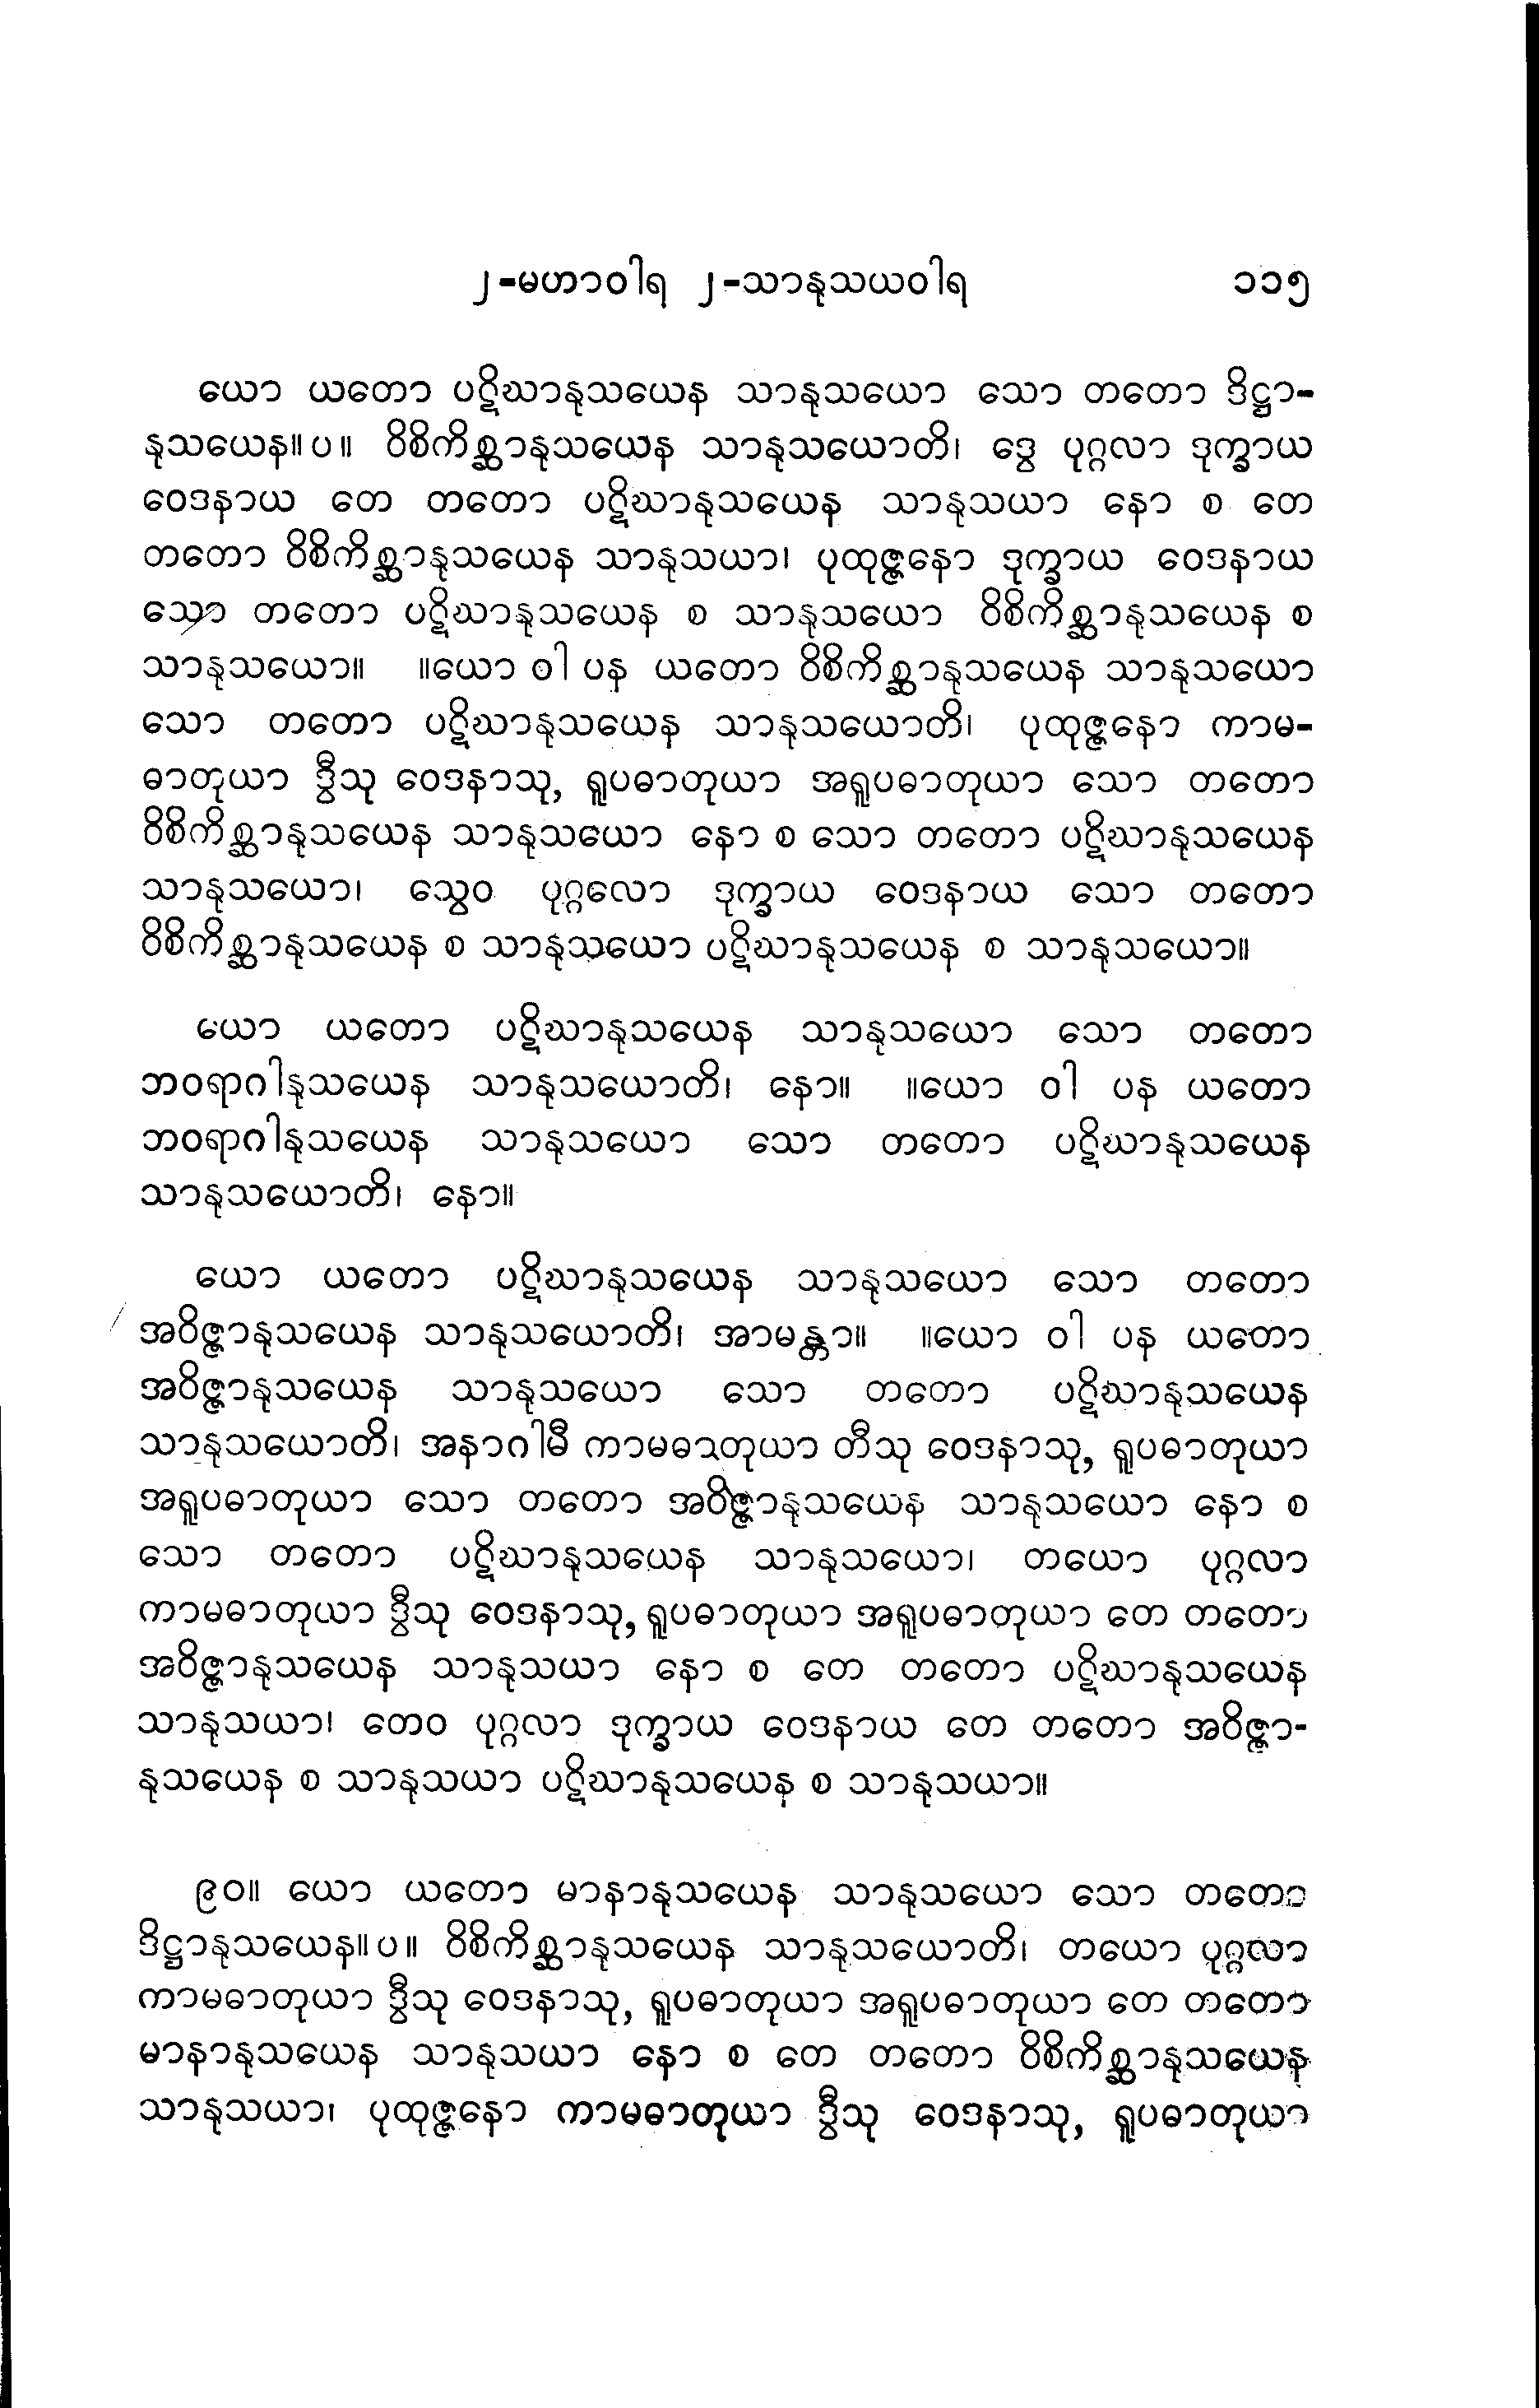 ၂-မဟာဝါရ ၂-သာနုသယဝါရ ၁၁၅
ယော ယတော ပဋိဃာနုသယေန သာနုသယော သော တတော ဒိဋ္ဌာ-
နုသယေန။ပ။ ဝိစိကိစ္ဆာနုသယေန သာနုသယောတိ၊ ဒွေ ပုဂ္ဂလာ ဒုက္ခာယ
ဝေဒနာယ တေ တတော ပဋိဃာနုသယေန သာနုသယာ နော စ တေ
တတော ဝိစိကိစ္ဆာနုသယေန သာနုသယာ၊ ပုထုဇ္ဇနော ဒုက္ခာယ ဝေဒနာယ
သော တတော ပဋိဃာနုသယေန စ သာနုသယော ဝိစိကိစ္ဆာနုသယေန စ
သာနုသယော။ ။ယော ဝါ ပန ယတော ဝိစိကိစ္ဆာနုသယေန သာနုသယော
သော တတော ပဋိဃာနုသယေန သာနုသယောတိ၊ ပုထုဇ္ဇနော ကာမ-
ဓာတုယာ ဒွီသု ဝေဒနာသု, ရူပဓာတုယာ အရူပဓာတုယာ သော တတော
ဝိစိကိစ္ဆာနုသယေန သာနုသယော နော စ သော တတော ပဋိဃာနုသယေန
သာနုသယော၊ သွေဝ ပုဂ္ဂလော ဒုက္ခာယ ဝေဒနာယ သော တတော
ဝိစိကိစ္ဆာနုသယေန စ သာနုသယော ပဋိဃာနုသယေန စ သာနုသယော။
ယော ယတော ပဋိဃာနုသယေန သာနုသယော သော တတော
ဘဝရာဂါနုသယေန သာနုသယောတိ၊ နော။ ။ယော ဝါ ပန ယတော
ဘဝရာဂါနုသယေန သာနုသယော သော တတော ပဋိဃာနုသယေန
သာနုသယောတိ၊ နော။
ယော ယတော ပဋိဃာနုသယေန သာနုသယော သော တတော
အဝိဇ္ဇာနုသယေန သာနုသယောတိ၊ အာမန္တာ။ ။ယော ဝါ ပန ယတော
အဝိဇ္ဇာနုသယေန သာနုသယော သော တတော ပဋိဃာနုသယေန
သာနုသယောတိ၊ အနာဂါမီ ကာမဓာတုယာ တီသု ဝေဒနာသု, ရူပဓာတုယာ
အရူပဓာတုယာ သော တတော အဝိဇ္ဇာနုသယေန သာနုသယော နော စ
သော တတော ပဋိဃာနုသယေန သာနုသယော၊ တယော ပုဂ္ဂလာ
ကာမဓာတုယာ ဒွီသု ဝေဒနာသု, ရူပဓာတုယာ အရူပဓာတုယာ တေ တတော
အဝိဇ္ဇာနုသယေန သာနုသယာ နော စ တေ တတော ပဋိဃာနုသယေန
သာနုသယာ၊ တေဝ ပုဂ္ဂလာ ဒုက္ခာယ ဝေဒနာယ တေ တတော အဝိဇ္ဇာ-
နုသယေန စ သာနုသယာ ပဋိဃာနုသယေန စ သာနုသယာ။
၉၀။ ယော ယတော မာနာနုသယေန သာနုသယော သော တတော
ဒိဋ္ဌာနုသယေန။ပ။ ဝိစိကိစ္ဆာနုသယေန သာနုသယောတိ၊ တယော ပုဂ္ဂလာ
ကာမဓာတုယာ ဒွီသု ဝေဒနာသု, ရူပဓာတုယာ အရူပဓာတုယာ တေ တတော
မာနာနုသယေန သာနုသယာ နော စ တေ တတော ဝိစိကိစ္ဆာနုသယေန
သာနုသယာ၊ ပုထုဇ္ဇနော ကာမဓာတုယာ ဒွီသု ဝေဒနာသု, ရူပဓာတုယာ